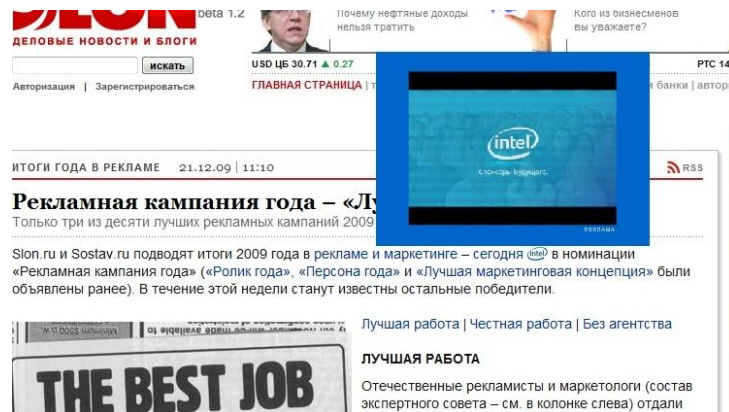 SLON
beta 1.2
ДЕЛОВЫЕ НОВОСТИ И БЛОГИ
Почему нефтяные доходы
нельзя тратить
Кого из бизнесменов
вы уважаете?
искать
USD ЦБ 30.71 ▲ 0.27
РТС 14
Авторизация | Зарегистрироваться
ГЛАВНАЯ СТРАНИЦА |
и банки | автор
intel
Спонсоры будущего.
РЕКЛАМА
ИТОГИ ГОДА В РЕКЛАМЕ 21.12.09 | 11:10
RSS
Рекламная кампания года – «Лу
Только три из десяти лучших рекламных кампаний 2009
Slon.ru и Sostav.ru подводят итоги 2009 года в рекламе и маркетинге – сегодня intel в номинации
«Рекламная кампания года» («Ролик года», «Персона года» и «Лучшая маркетинговая концепция» были
объявлены ранее). В течение этой недели станут известны остальные победители.
Лучшая работа | Честная работа | Без агентства
THE BEST JOB
ЛУЧШАЯ РАБОТА
Отечественные рекламисты и маркетологи (состав
экспертного совета – см. в колонке слева) отдали